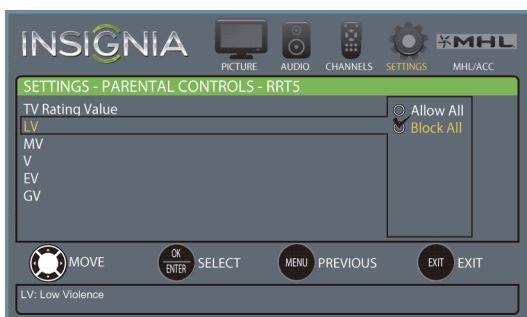 INSIGNIA
PICTURE AUDIO CHANNELS SETTINGS MHL/ACC
MHL
SETTINGS - PARENTAL CONTROLS - RRT5
TV Rating Value
LV
MV
V
EV
GV
Allow All
Block All
MOVE OK ENTER SELECT MENU PREVIOUS EXIT EXIT
LV: Low Violence